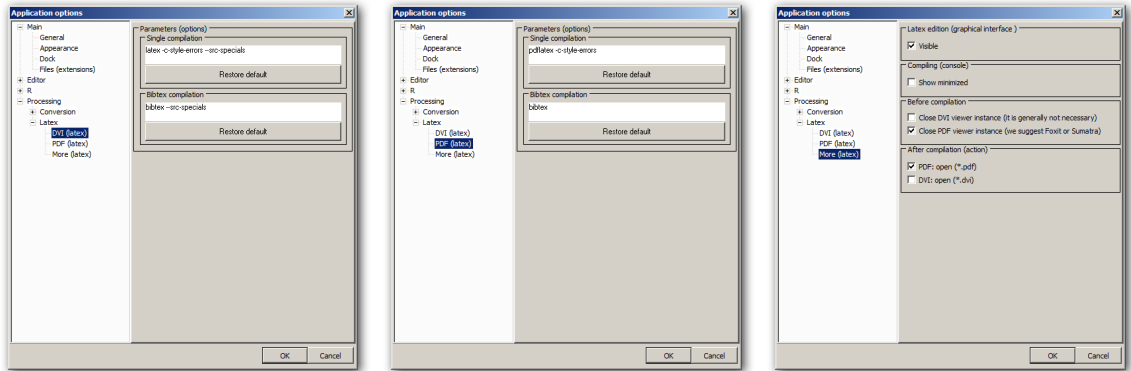 Application options
Main
General
Appearance
Dock
Files (extensions)
Editor
R
Processing
Conversion
Latex
DVI (latex)
PDF (latex)
More (latex)
Parameters (options)
Single compilation
latex -c-style-errors --src-specials
Restore default
Bibtex compilation
bibtex --src-specials
Restore default
OK Cancel
Application options
Main
General
Appearance
Dock
Files (extensions)
Editor
R
Processing
Conversion
Latex
DVI (latex)
PDF (latex)
More (latex)
Parameters (options)
Single compilation
pdflatex -c-style-errors
Restore default
Bibtex compilation
bibtex
Restore default
OK Cancel
Application options
Main
General
Appearance
Dock
Files (extensions)
Editor
R
Processing
Conversion
Latex
DVI (latex)
PDF (latex)
More (latex)
Latex edition (graphical interface )
Visible
Compiling (console)
Show minimized
Before compilation
Close DVI viewer instance (it is generally not necessary)
Close PDF viewer instance (we suggest Foxit or Sumatra)
After compilation (action)
PDF: open (*.pdf)
DVI: open (*.dvi)
OK Cancel